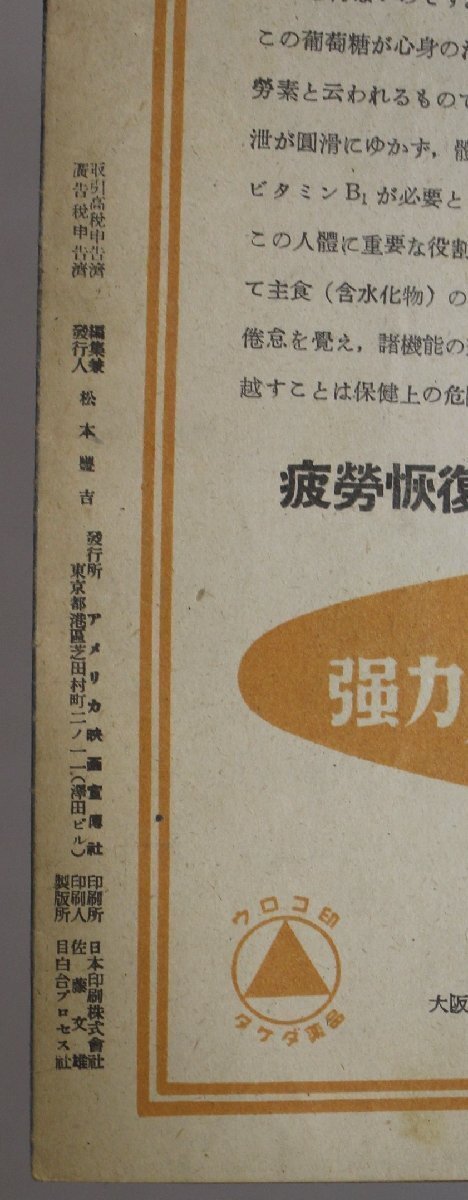 この葡萄糖が心身の
勞素と云われるもので
泄が圓滑にゆかず，
ビタミンB₁が必要と
この人體に重要な役割
て主食（含水化物）の
倦怠を覺え，諸機能の
越すことは保健上の危
疲勞恢復
强力
ウロコ印
タケダ薬品
大阪
取引高税申告濟
廣告税申告濟
編集兼
發行人
松本豐吉
發行所
アメリカ映画宣傳社
東京都港區芝田村町二ノ一一（澤田ビル）
印刷所
日本印刷株式會社
印刷人
佐藤文雄
製版所
目白台プロセス社